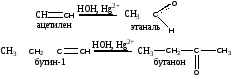 CH≡CH HOH, Hg²⁺ CH₃ C O H
ацетилен этаналь
CH₃ CH₂ C≡CH HOH, Hg²⁺ CH₃—CH₂—C—CH₃ O
бутин-1 бутанон